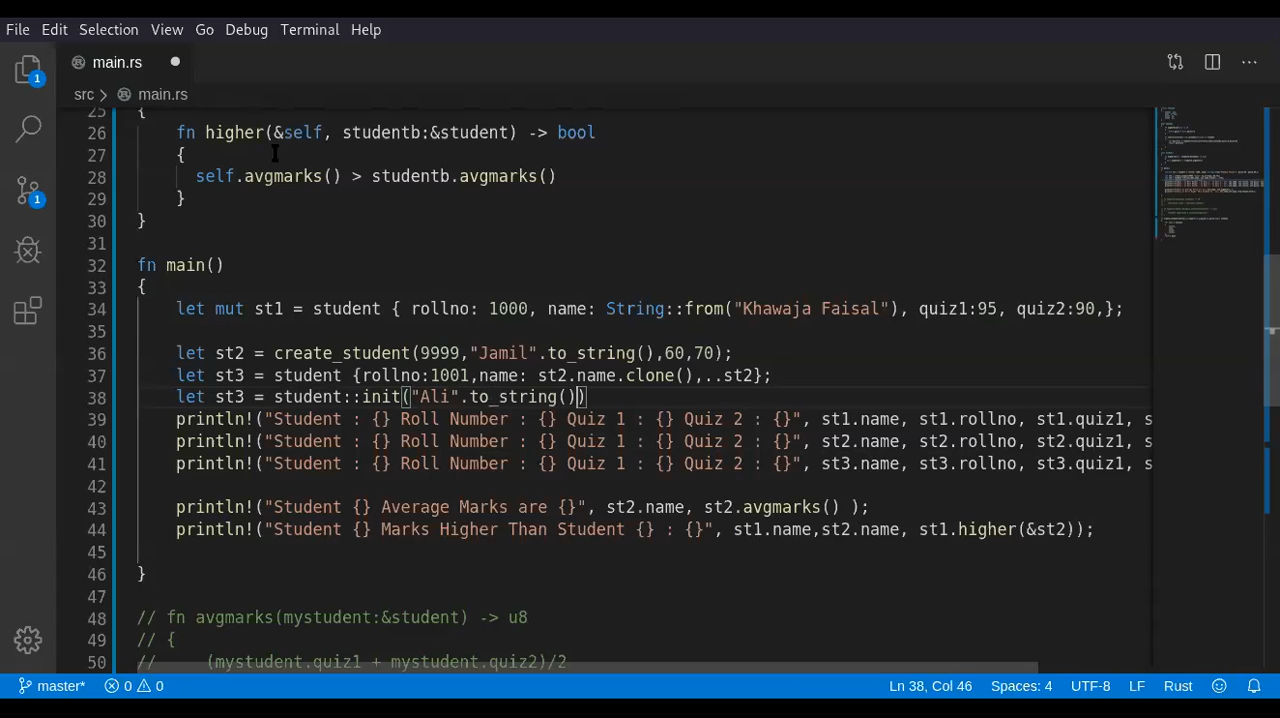 File Edit Selection View Go Debug Terminal Help
main.rs
src > main.rs
25 {
26 fn higher(&self, studentb:&student) -> bool
27 {
28 self.avgmarks() > studentb.avgmarks()
29 }
30 }
31
32 fn main()
33 {
34 let mut st1 = student { rollno: 1000, name: String::from("Khawaja Faisal"), quiz1:95, quiz2:90,};
35
36 let st2 = create_student(9999,"Jamil".to_string(),60,70);
37 let st3 = student {rollno:1001,name: st2.name.clone(),..st2};
38 let st3 = student::init("Ali".to_string())
39 println!("Student : {} Roll Number : {} Quiz 1 : {} Quiz 2 : {}", st1.name, st1.rollno, st1.quiz1, s
40 println!("Student : {} Roll Number : {} Quiz 1 : {} Quiz 2 : {}", st2.name, st2.rollno, st2.quiz1, s
41 println!("Student : {} Roll Number : {} Quiz 1 : {} Quiz 2 : {}", st3.name, st3.rollno, st3.quiz1, s
42
43 println!("Student {} Average Marks are {}", st2.name, st2.avgmarks() );
44 println!("Student {} Marks Higher Than Student {} : {}", st1.name,st2.name, st1.higher(&st2));
45
46 }
47
48 // fn avgmarks(mystudent:&student) -> u8
49 // {
50 // (mystudent.quiz1 + mystudent.quiz2)/2
1
1
master* 0 0 Ln 38, Col 46 Spaces: 4 UTF-8 LF Rust